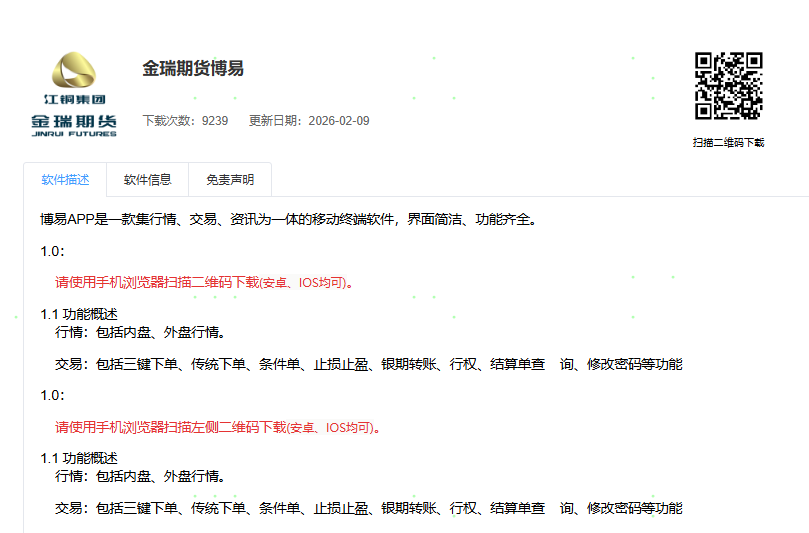 江铜集团
金瑞期货
JINRUI FUTURES
金瑞期货博易
下载次数：9239 更新日期：2026-02-09
扫描二维码下载
软件描述 软件信息 免责声明
博易APP是一款集行情、交易、资讯为一体的移动终端软件，界面简洁、功能齐全。
1.0：
请使用手机浏览器扫描二维码下载(安卓、IOS均可)。
1.1 功能概述
行情：包括内盘、外盘行情。
交易：包括三键下单、传统下单、条件单、止损止盈、银期转账、行权、结算单查 询、修改密码等功能
1.0：
请使用手机浏览器扫描左侧二维码下载(安卓、IOS均可)。
1.1 功能概述
行情：包括内盘、外盘行情。
交易：包括三键下单、传统下单、条件单、止损止盈、银期转账、行权、结算单查 询、修改密码等功能